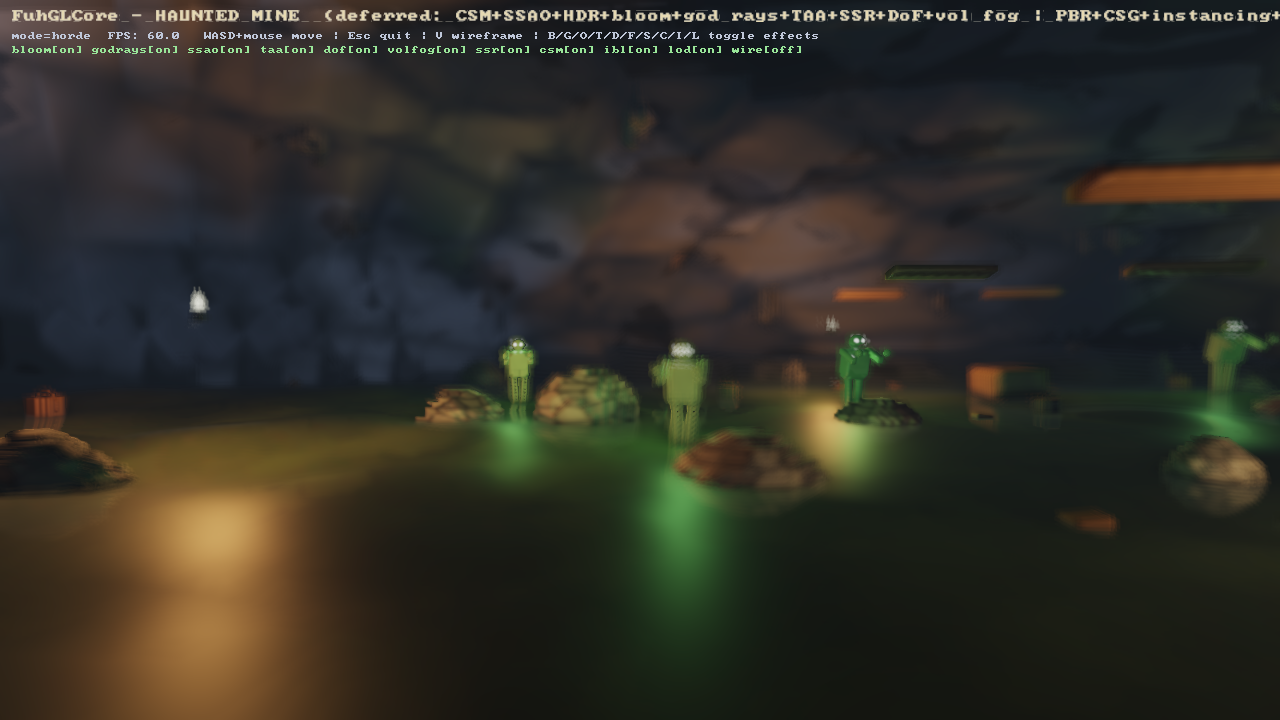 FuhGLCore - HAUNTED MINE (deferred: CSM+SSAO+HDR+bloom+god rays+TAA+SSR+DoF+vol fog | PBR+CSG+instancing+
mode=horde FPS: 60.0 WASD+mouse move | Esc quit | V wireframe | B/G/O/T/D/F/S/C/I/L toggle effects
bloom[on] godrays[on] ssao[on] taa[on] dof[on] volfog[on] ssr[on] csm[on] ibl[on] lod[on] wire[off]